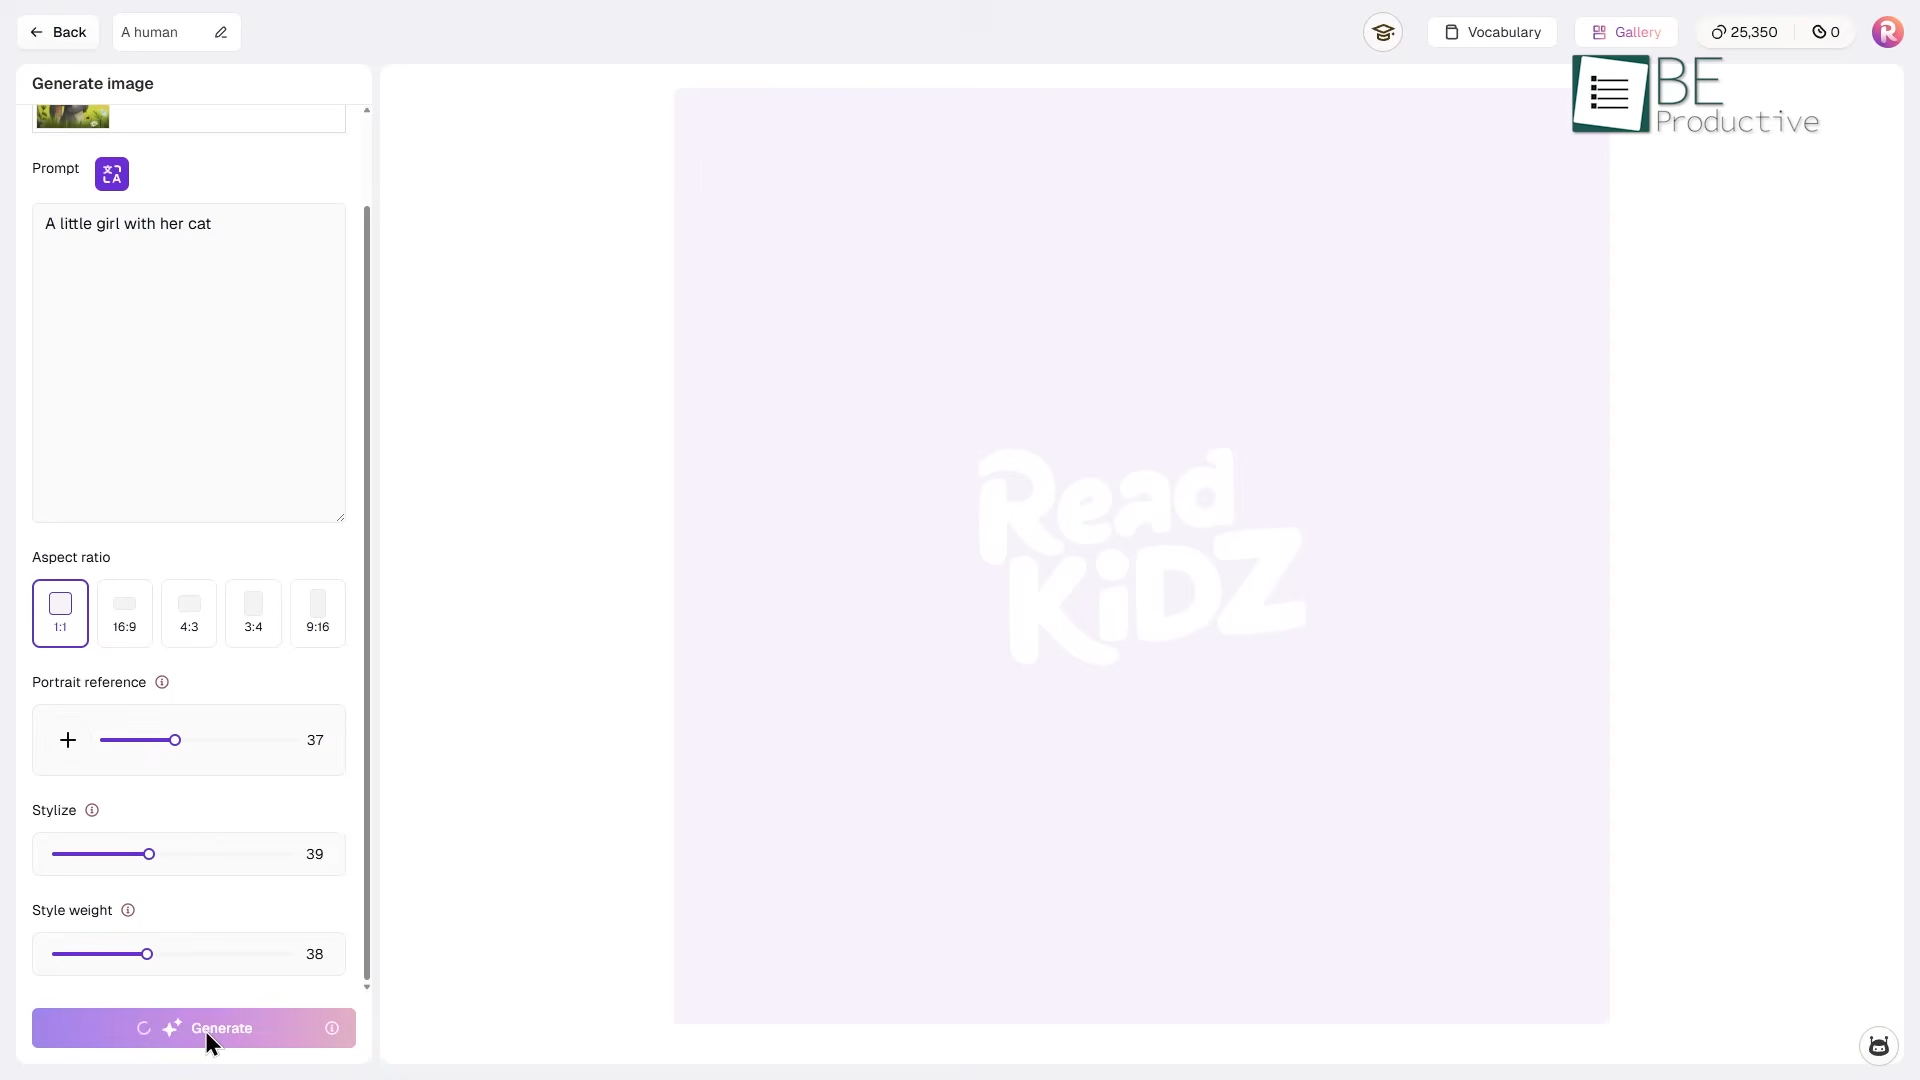 Back
A human
Vocabulary
Gallery
25,350
0
R
BE
Productive
Generate image
Prompt
文A
A little girl with her cat
Aspect ratio
1:1
16:9
4:3
3:4
9:16
Portrait reference
37
Stylize
39
Style weight
38
Generate
Read
KiDZ